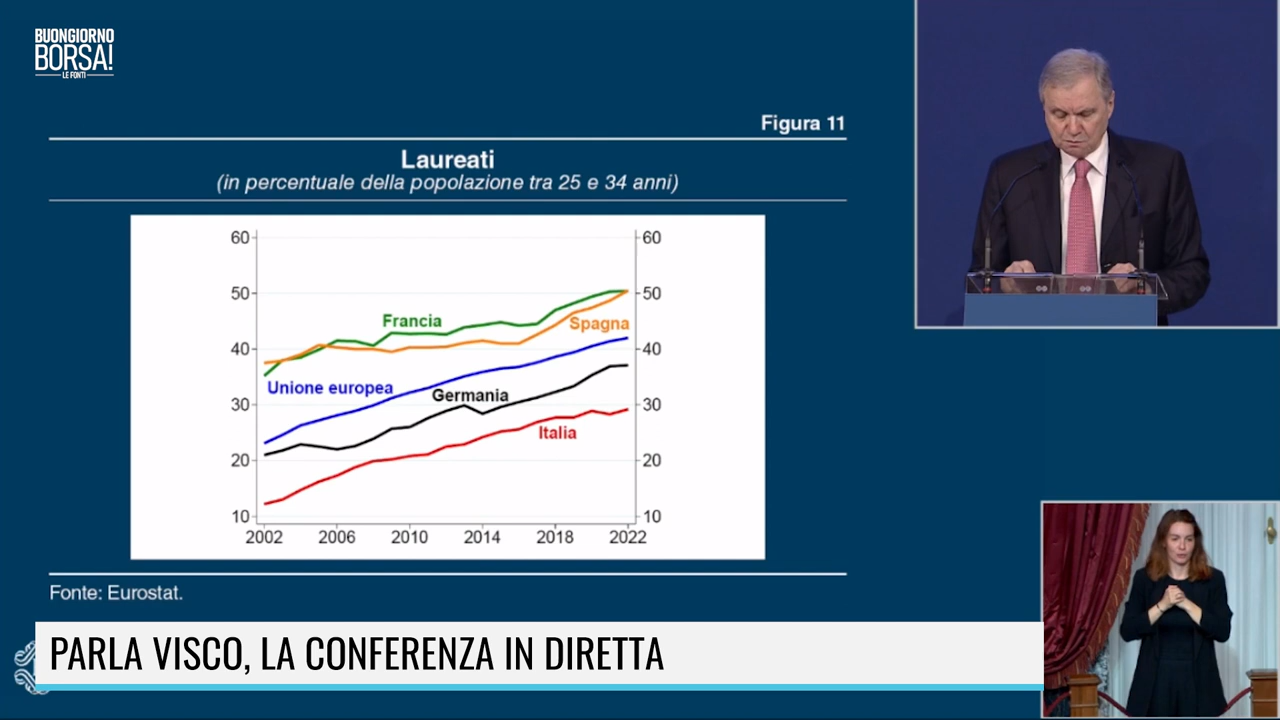 BUONGIORNO
BORSA!
LE FONTI
Figura 11
Laureati
(in percentuale della popolazione tra 25 e 34 anni)
60 60
50 50
Francia
Spagna
40 40
Unione europea
Germania
30 30
Italia
20 20
10 10
2002 2006 2010 2014 2018 2022
Fonte: Eurostat.
PARLA VISCO, LA CONFERENZA IN DIRETTA